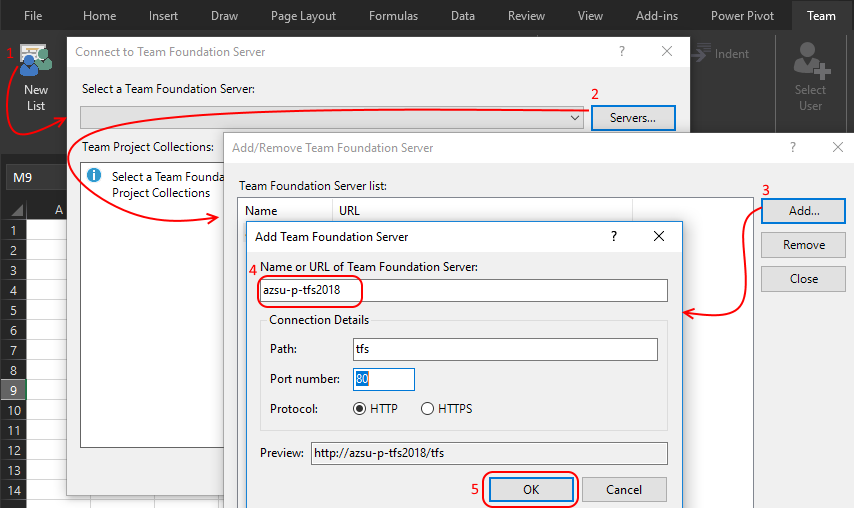 File Home Insert Draw Page Layout Formulas Data Review View Add-ins Power Pivot Team
1
New
List
Indent
Select
User
Connect to Team Foundation Server ?
Select a Team Foundation Server:
2
Servers...
Team Project Collections:
Select a Team Founda
Project Collections
M9
A
1
2
3
4
5
6
7
8
9
10
11
12
13
14
Add/Remove Team Foundation Server ?
Team Foundation Server list:
Name URL
3
Add...
Remove
Close
Add Team Foundation Server ?
Name or URL of Team Foundation Server:
4
azsu-p-tfs2018
Connection Details
Path: tfs
Port number: 80
Protocol: HTTP HTTPS
Preview: http://azsu-p-tfs2018/tfs
5
OK Cancel